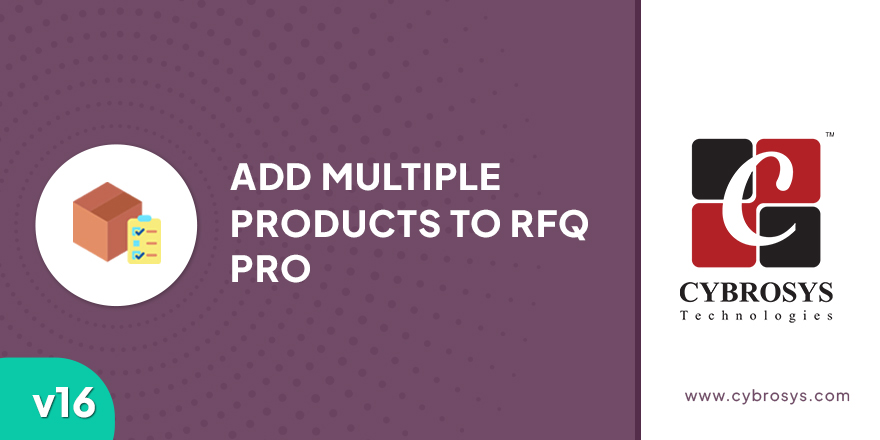 ADD MULTIPLE
PRODUCTS TO RFQ
PRO
v16
TM
C
CYBROSYS
Technologies
www.cybrosys.com